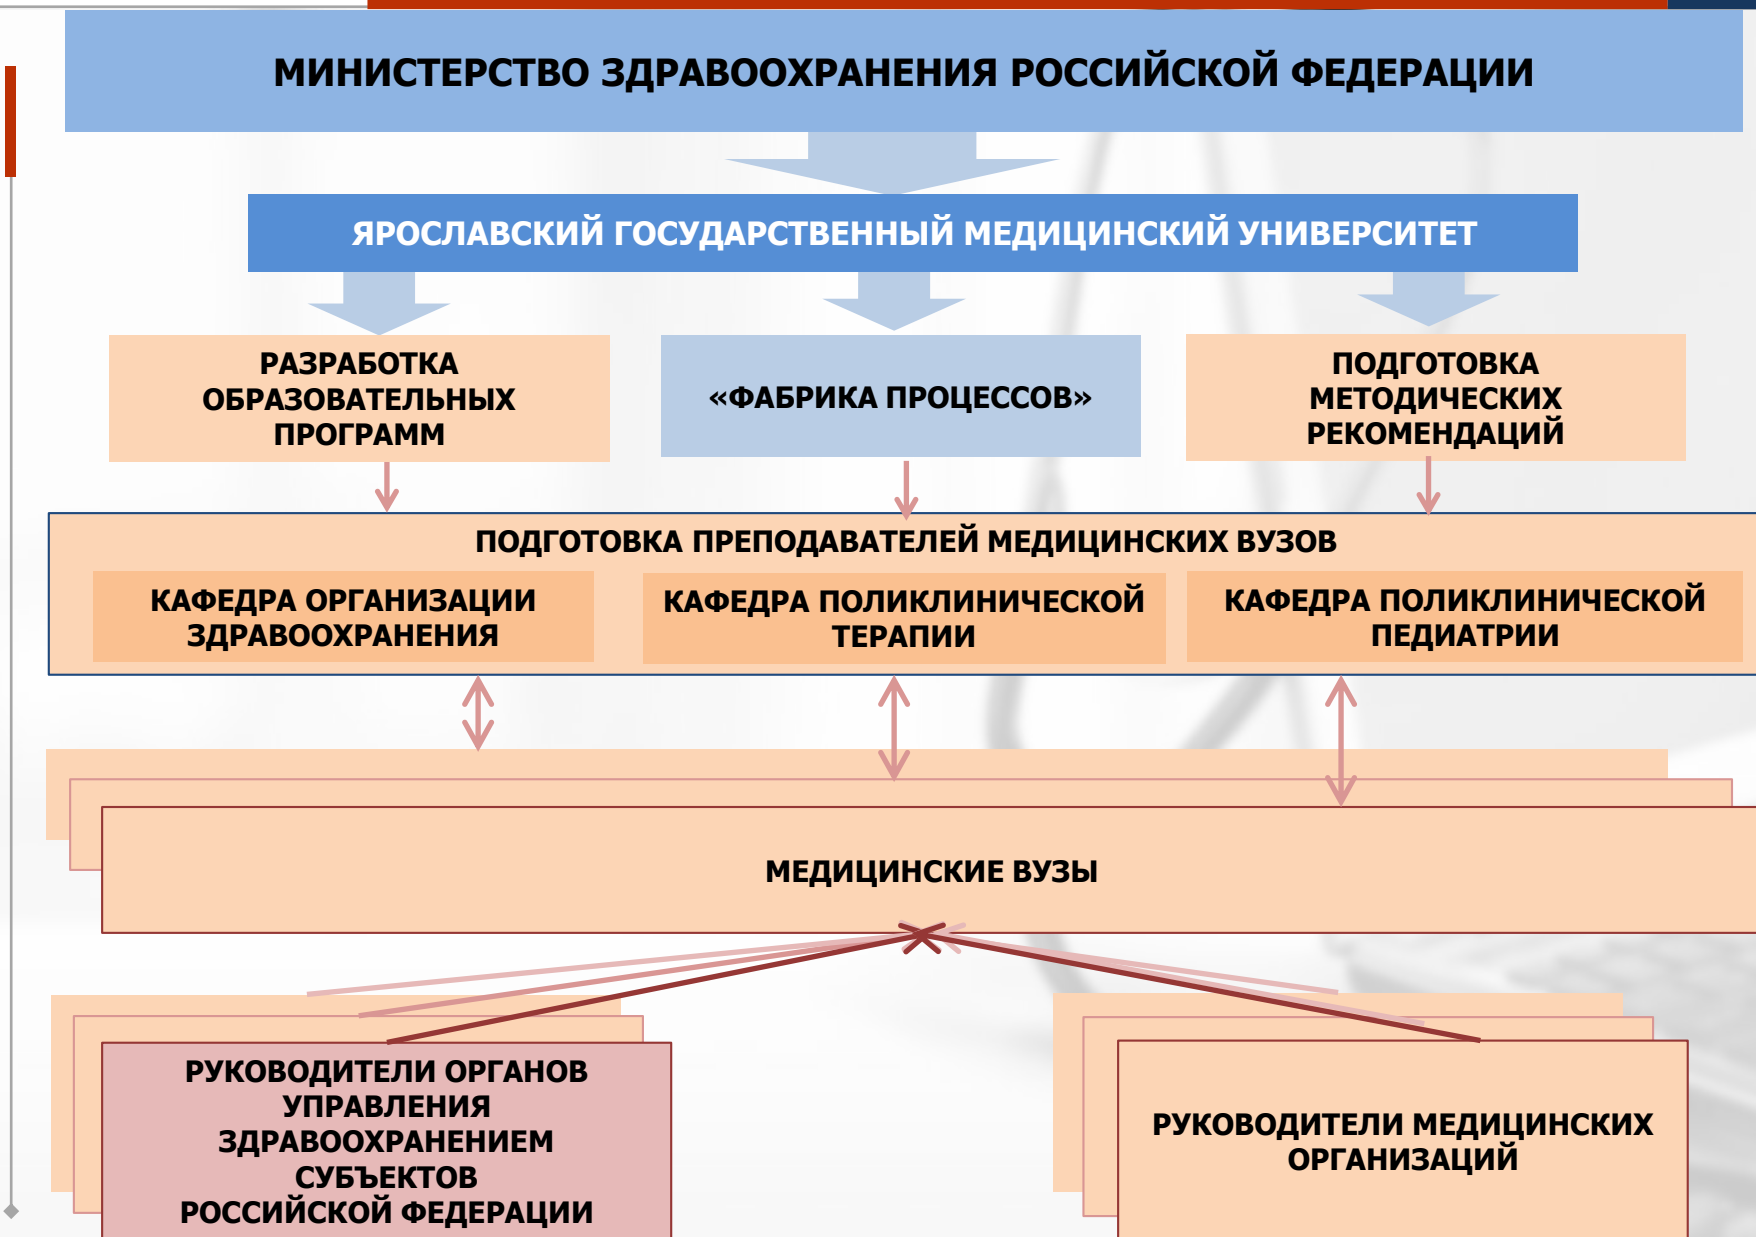 МИНИСТЕРСТВО ЗДРАВООХРАНЕНИЯ РОССИЙСКОЙ ФЕДЕРАЦИИ
ЯРОСЛАВСКИЙ ГОСУДАРСТВЕННЫЙ МЕДИЦИНСКИЙ УНИВЕРСИТЕТ
РАЗРАБОТКА
ОБРАЗОВАТЕЛЬНЫХ
ПРОГРАММ
«ФАБРИКА ПРОЦЕССОВ»
ПОДГОТОВКА
МЕТОДИЧЕСКИХ
РЕКОМЕНДАЦИЙ
ПОДГОТОВКА ПРЕПОДАВАТЕЛЕЙ МЕДИЦИНСКИХ ВУЗОВ
КАФЕДРА ОРГАНИЗАЦИИ
ЗДРАВООХРАНЕНИЯ
КАФЕДРА ПОЛИКЛИНИЧЕСКОЙ
ТЕРАПИИ
КАФЕДРА ПОЛИКЛИНИЧЕСКОЙ
ПЕДИАТРИИ
МЕДИЦИНСКИЕ ВУЗЫ
РУКОВОДИТЕЛИ ОРГАНОВ
УПРАВЛЕНИЯ
ЗДРАВООХРАНЕНИЕМ
СУБЪЕКТОВ
РОССИЙСКОЙ ФЕДЕРАЦИИ
РУКОВОДИТЕЛИ МЕДИЦИНСКИХ
ОРГАНИЗАЦИЙ